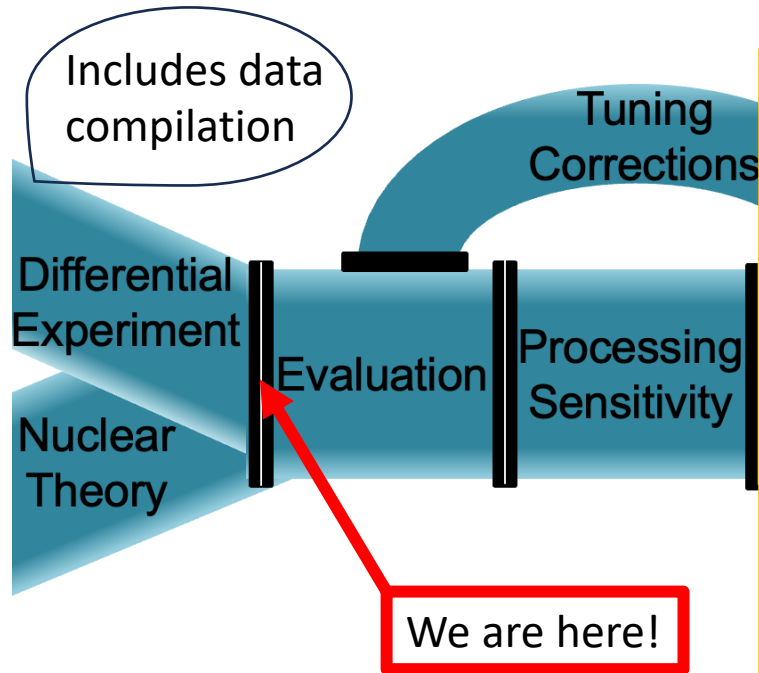 Includes data
compilation
Tuning
Corrections
Differential
Experiment
Evaluation
Processing
Sensitivity
Nuclear
Theory
We are here!